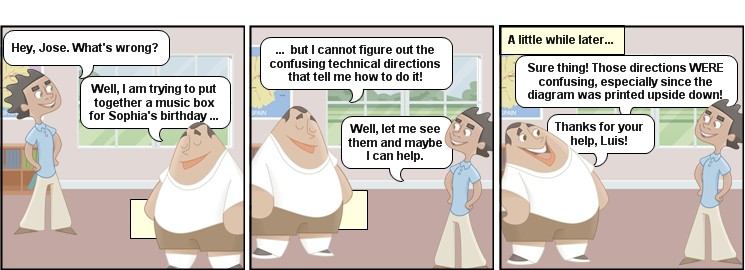 Hey, Jose. What's wrong?
Well, I am trying to put
together a music box
for Sophia's birthday ...
... but I cannot figure out the
confusing technical directions
that tell me how to do it!
Well, let me see
them and maybe
I can help.
A little while later...
Sure thing! Those directions WERE
confusing, especially since the
diagram was printed upside down!
Thanks for your
help, Luis!